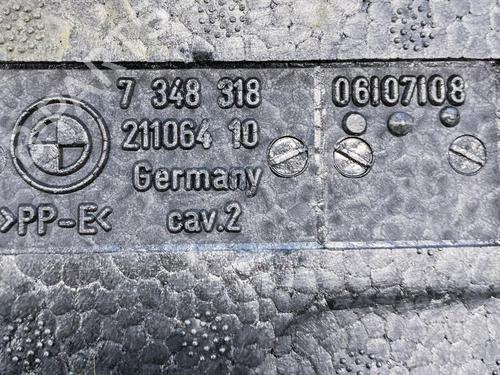 7 348 318
211064 10
Germany
>PP-E<
cav.2
06107108